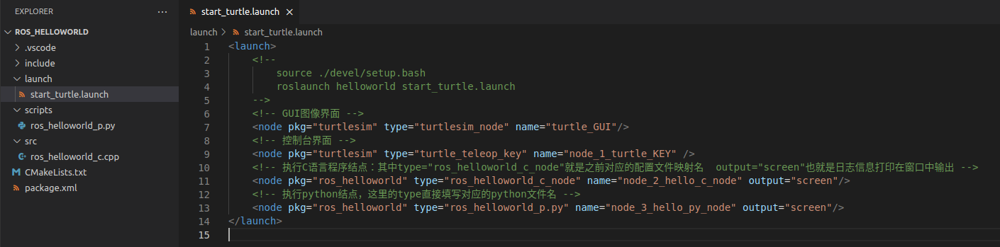 EXPLORER
···
ROS_HELLOWORLD
.vscode
include
launch
start_turtle.launch
scripts
ros_helloworld_p.py
src
ros_helloworld_c.cpp
CMakeLists.txt
package.xml
start_turtle.launch
launch > start_turtle.launch
1 <launch>
2 <!--
3 source ./devel/setup.bash
4 roslaunch helloworld start_turtle.launch
5 -->
6 <!-- GUI图像界面 -->
7 <node pkg="turtlesim" type="turtlesim_node" name="turtle_GUI"/>
8 <!-- 控制台界面 -->
9 <node pkg="turtlesim" type="turtle_teleop_key" name="node_1_turtle_KEY" />
10 <!-- 执行C语言程序结点：其中type="ros_helloworld_c_node"就是之前对应的配置文件映射名  output="screen"也就是日志信息打印在窗口中输出 -->
11 <node pkg="ros_helloworld" type="ros_helloworld_c_node" name="node_2_hello_c_node" output="screen"/>
12 <!-- 执行python结点，这里的type直接填写对应的python文件名 -->
13 <node pkg="ros_helloworld" type="ros_helloworld_p.py" name="node_3_hello_py_node" output="screen"/>
14 </launch>
15